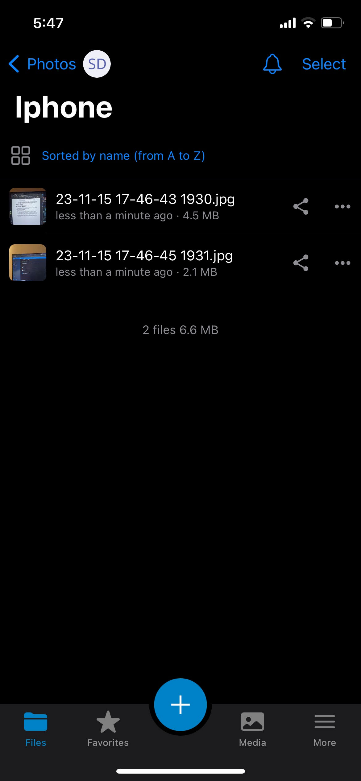 5:47
Photos SD Select
Iphone
Sorted by name (from A to Z)
23-11-15 17-46-43 1930.jpg
less than a minute ago · 4.5 MB
23-11-15 17-46-45 1931.jpg
less than a minute ago · 2.1 MB
2 files 6.6 MB
Files Favorites Media More